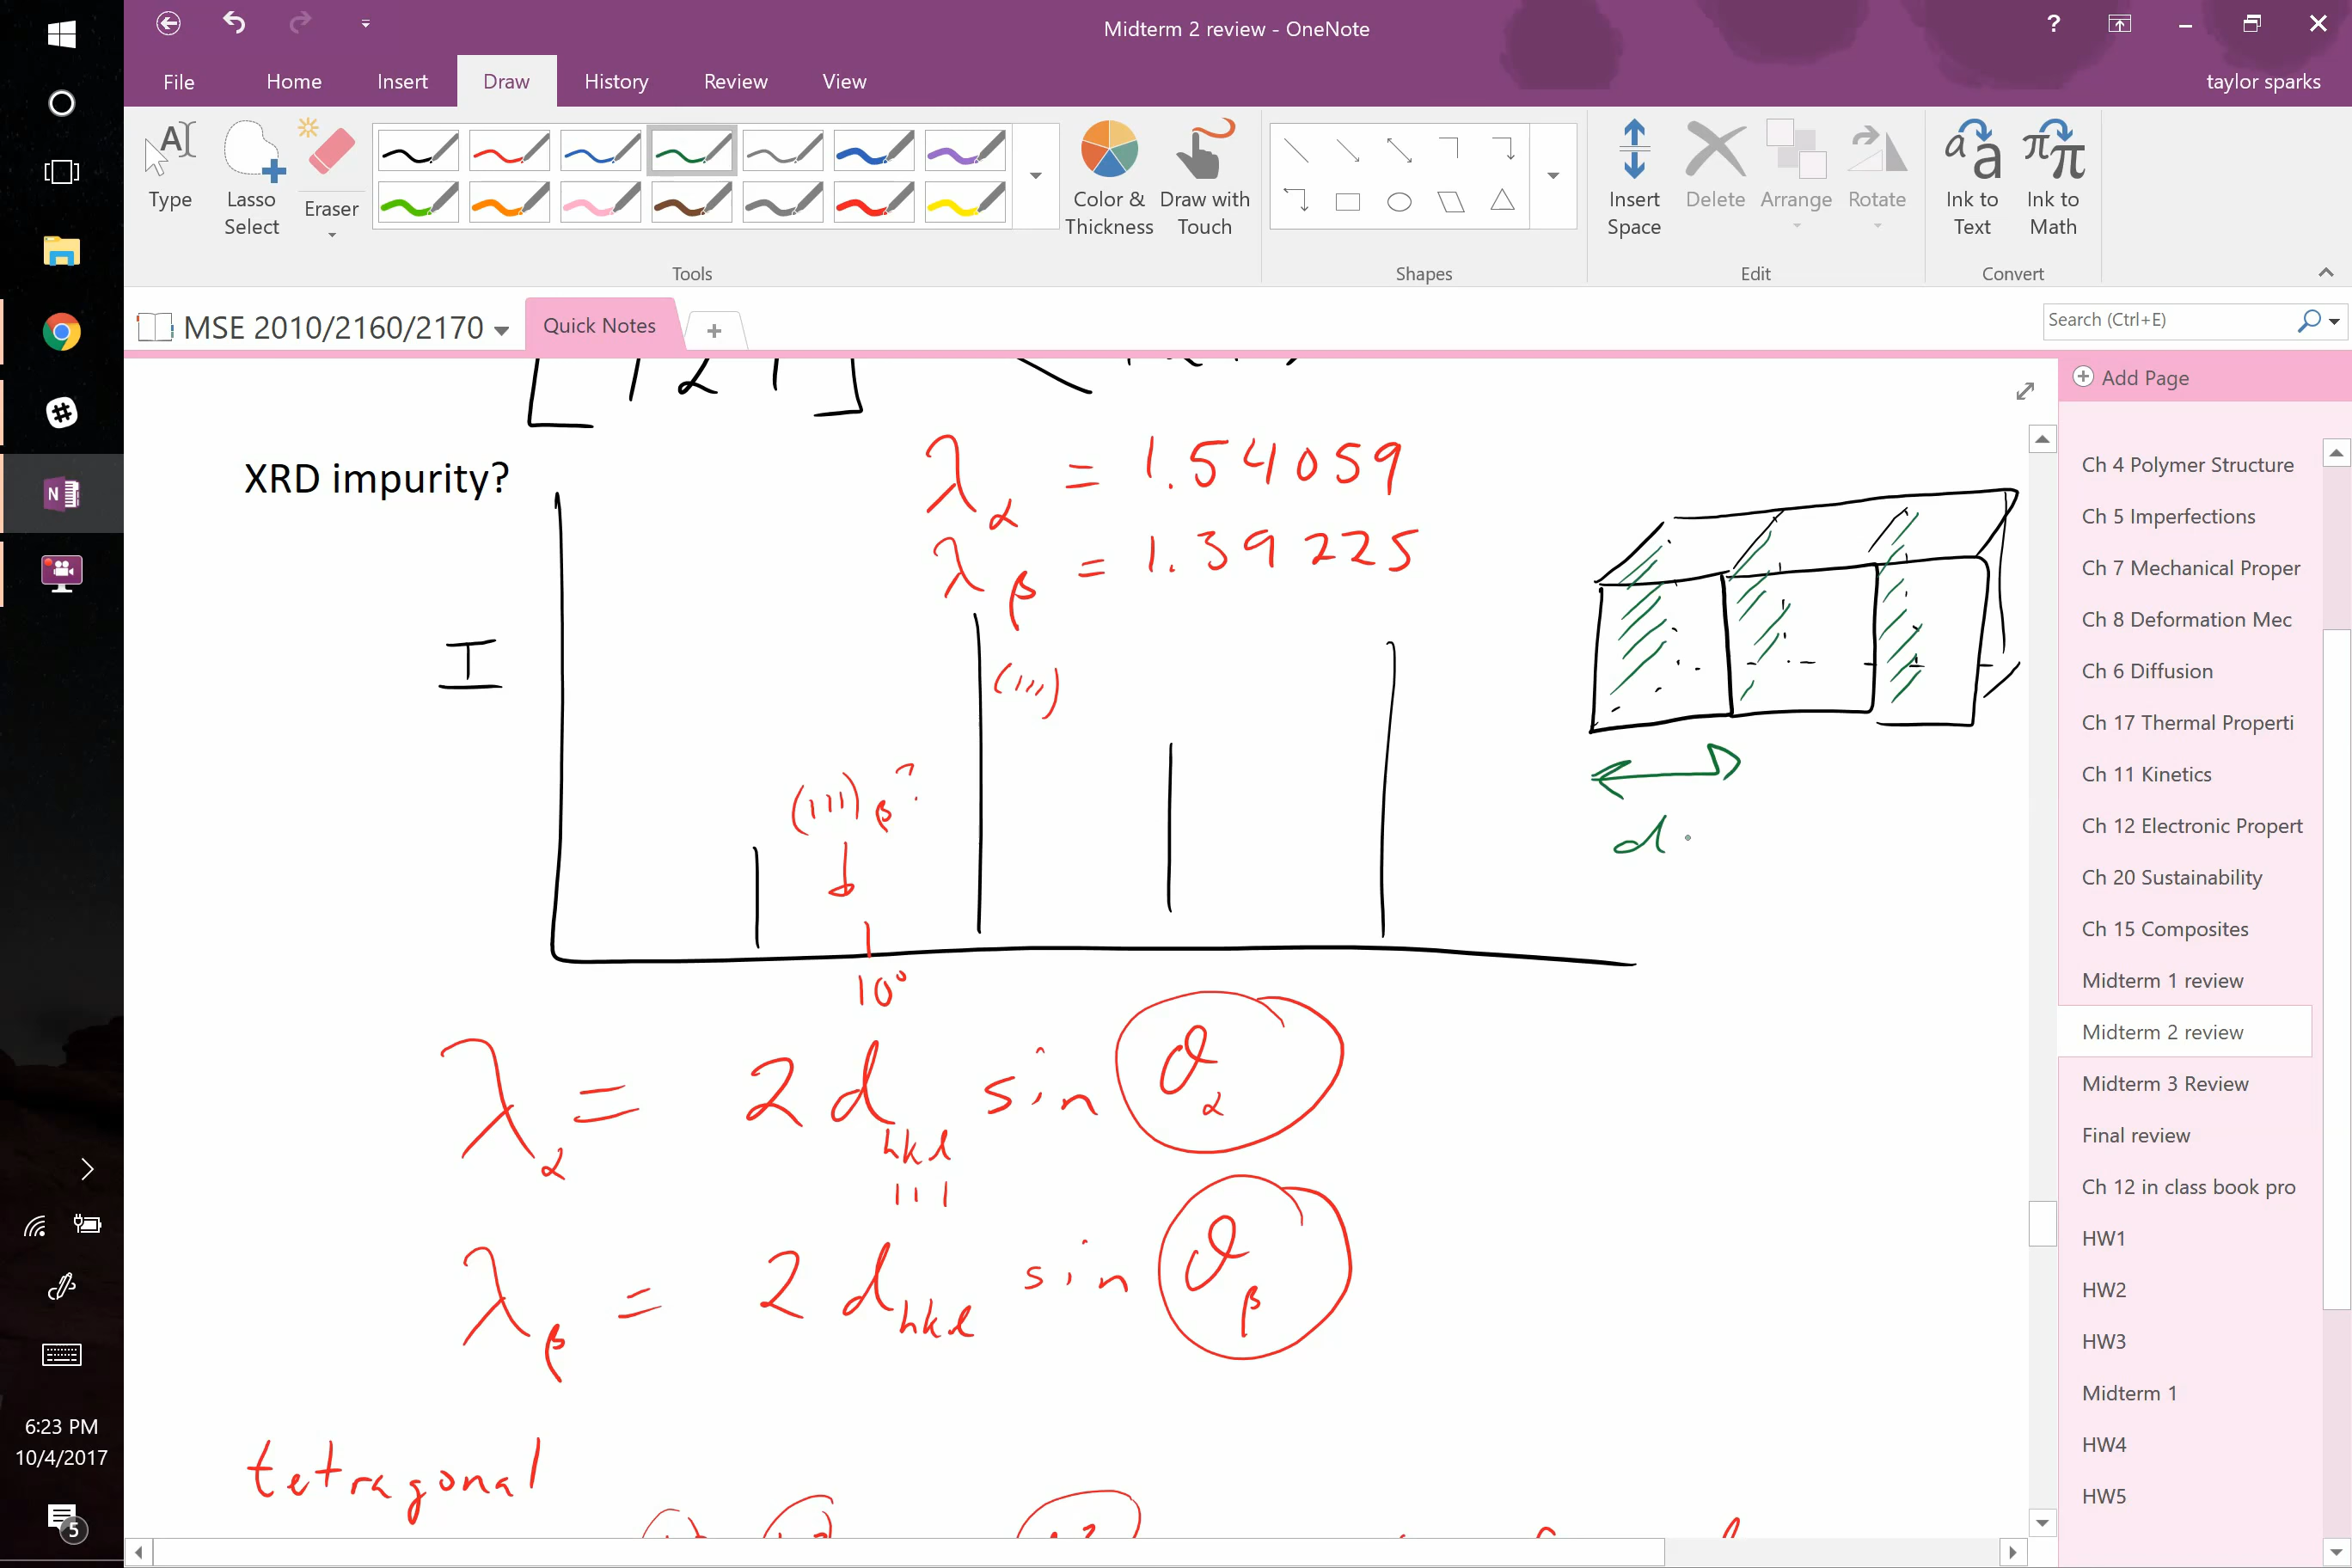 Midterm 2 review - OneNote
?
taylor sparks
File Home Insert Draw History Review View
Type
Lasso Select
Eraser
Color & Thickness
Draw with Touch
Insert Space
Delete
Arrange
Rotate
Ink to Text
Ink to Math
Tools
Shapes
Edit
Convert
MSE 2010/2160/2170
Quick Notes
Search (Ctrl+E)
Add Page
Ch 4 Polymer Structure
Ch 5 Imperfections
Ch 7 Mechanical Proper
Ch 8 Deformation Mec
Ch 6 Diffusion
Ch 17 Thermal Properti
Ch 11 Kinetics
Ch 12 Electronic Propert
Ch 20 Sustainability
Ch 15 Composites
Midterm 1 review
Midterm 2 review
Midterm 3 Review
Final review
Ch 12 in class book pro
HW1
HW2
HW3
Midterm 1
HW4
HW5
[121]
XRD impurity?
λα = 1.54059
λβ = 1.39225
I
(111)
(111)β?
10°
d
λα = 2 d hkl sin θα
111
λβ = 2 d hkl sin θβ
tetragonal
6:23 PM
10/4/2017
5